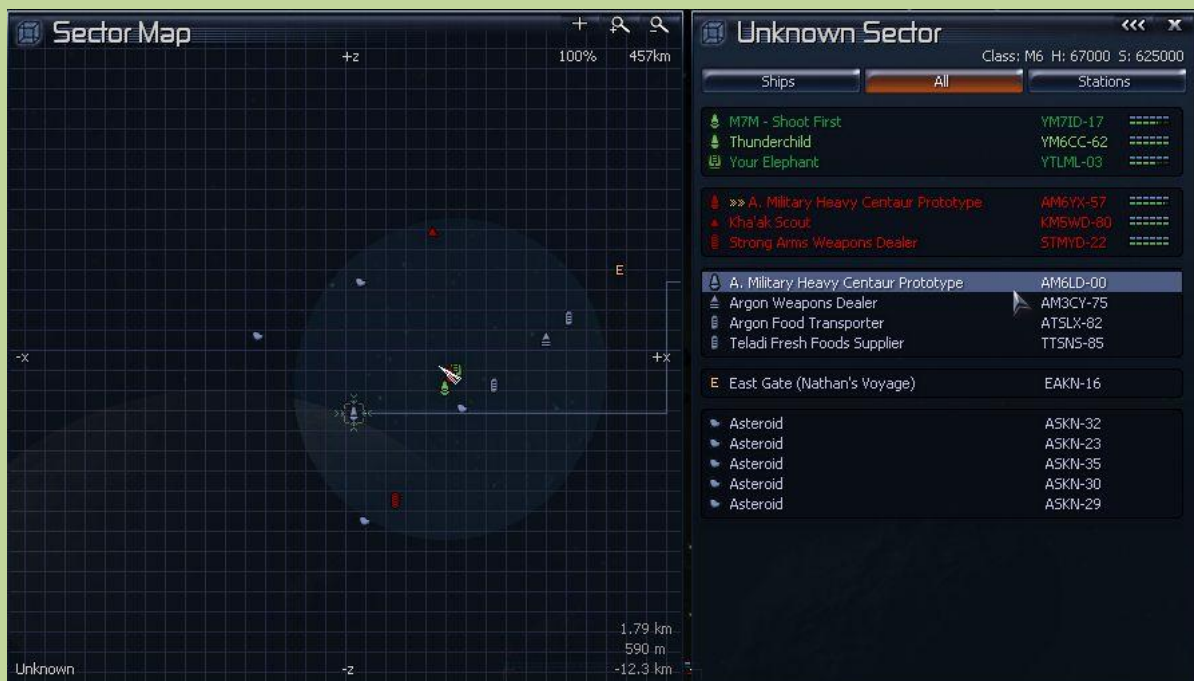 Sector Map
100% 457km
+z
-x
+x
E
1.79 km
590 m
-12.3 km
Unknown
-z
Unknown Sector
<<< X
Class: M6 H: 67000 S: 625000
Ships All Stations
M7M - Shoot First YM7ID-17
Thunderchild YM6CC-62
Your Elephant YTLML-03
»» A. Military Heavy Centaur Prototype AM6YX-57
Kha'ak Scout KM5WD-80
Strong Arms Weapons Dealer STMYD-22
A. Military Heavy Centaur Prototype AM6LD-00
Argon Weapons Dealer AM3CY-75
Argon Food Transporter ATSLX-82
Teladi Fresh Foods Supplier TTSNS-85
E East Gate (Nathan's Voyage) EAKN-16
Asteroid ASKN-32
Asteroid ASKN-23
Asteroid ASKN-35
Asteroid ASKN-30
Asteroid ASKN-29